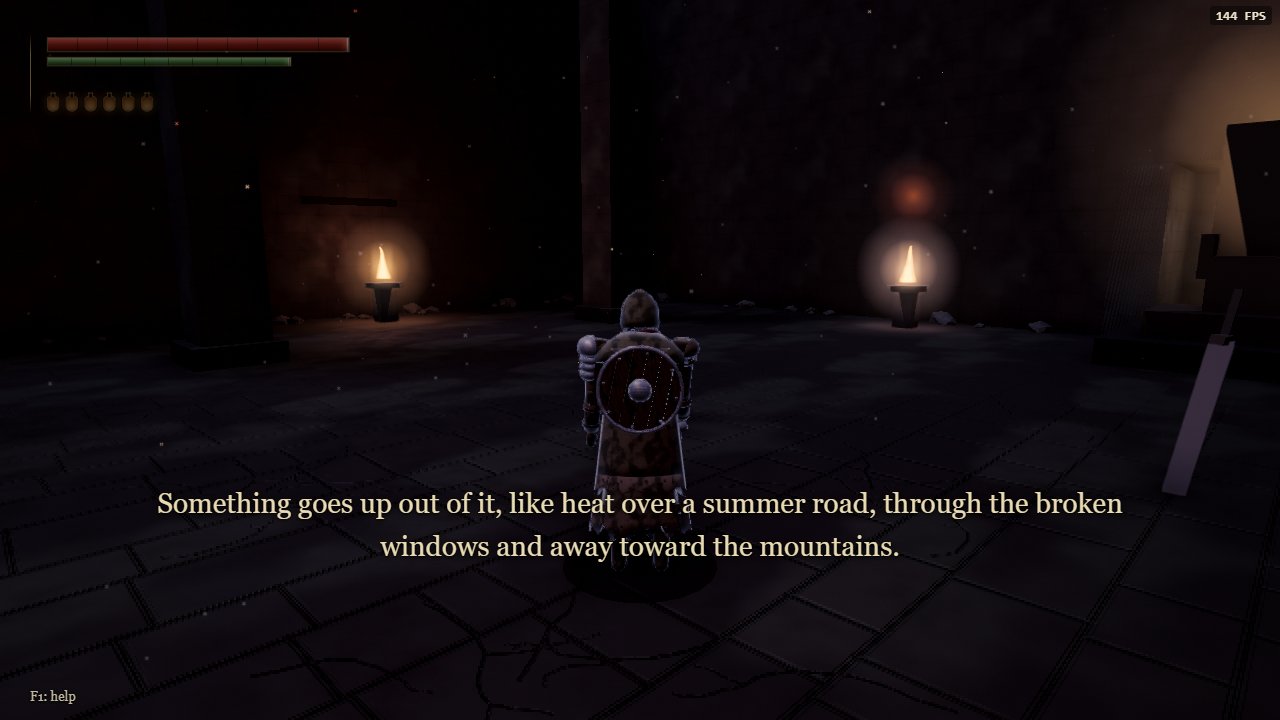 144 FPS
Something goes up out of it, like heat over a summer road, through the broken
windows and away toward the mountains.
F1: help